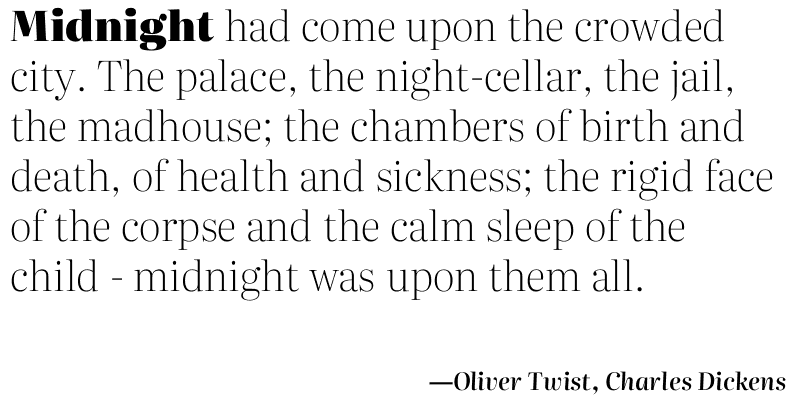 Midnight had come upon the crowded
city. The palace, the night-cellar, the jail,
the madhouse; the chambers of birth and
death, of health and sickness; the rigid face
of the corpse and the calm sleep of the
child - midnight was upon them all.
—Oliver Twist, Charles Dickens